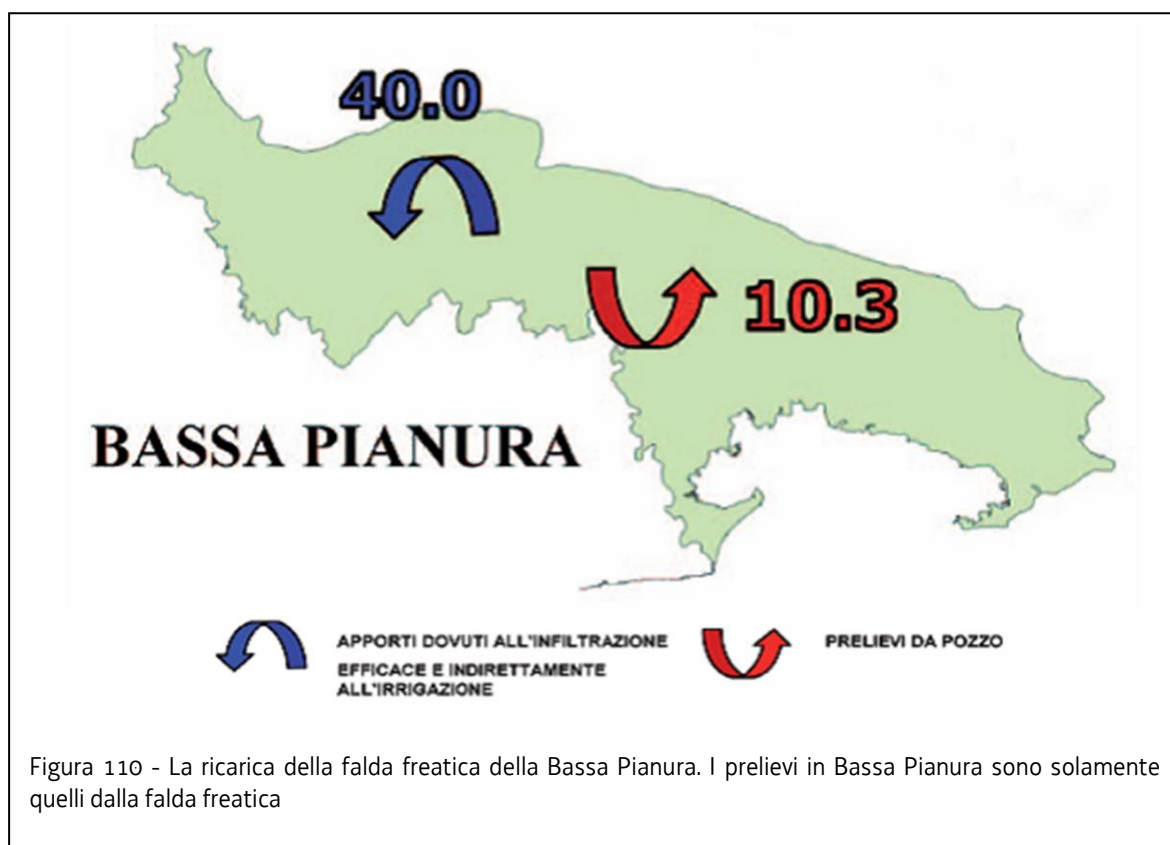 40.0
10.3
BASSA PIANURA
APPORTI DOVUTI ALL'INFILTRAZIONE
EFFICACE E INDIRETTAMENTE
ALL'IRRIGAZIONE
PRELIEVI DA POZZO
Figura 110 - La ricarica della falda freatica della Bassa Pianura. I prelievi in Bassa Pianura sono solamente
quelli dalla falda freatica